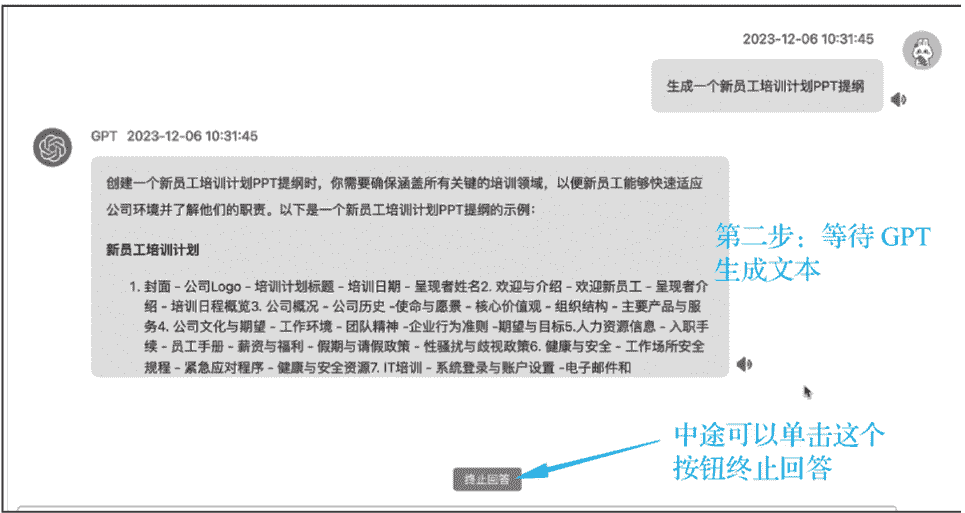 2023-12-06 10:31:45
生成一个新员工培训计划PPT提纲
GPT 2023-12-06 10:31:45
创建一个新员工培训计划PPT提纲时，你需要确保涵盖所有关键的培训领域，以便新员工能够快速适应
公司环境并了解他们的职责。以下是一个新员工培训计划PPT提纲的示例：
新员工培训计划
1. 封面 - 公司Logo - 培训计划标题 - 培训日期 - 呈现者姓名2. 欢迎与介绍 - 欢迎新员工 - 呈现者介
绍 - 培训日程概览3. 公司概况 - 公司历史 -使命与愿景 - 核心价值观 - 组织结构 - 主要产品与服
务4. 公司文化与期望 - 工作环境 - 团队精神 -企业行为准则 -期望与目标5.人力资源信息 - 入职手
续 - 员工手册 - 薪资与福利 - 假期与请假政策 - 性骚扰与歧视政策6. 健康与安全 - 工作场所安全
规程 - 紧急应对程序 - 健康与安全资源7. IT培训 - 系统登录与账户设置 -电子邮件和
第二步：等待 GPT
生成文本
中途可以单击这个
按钮终止回答
终止回答